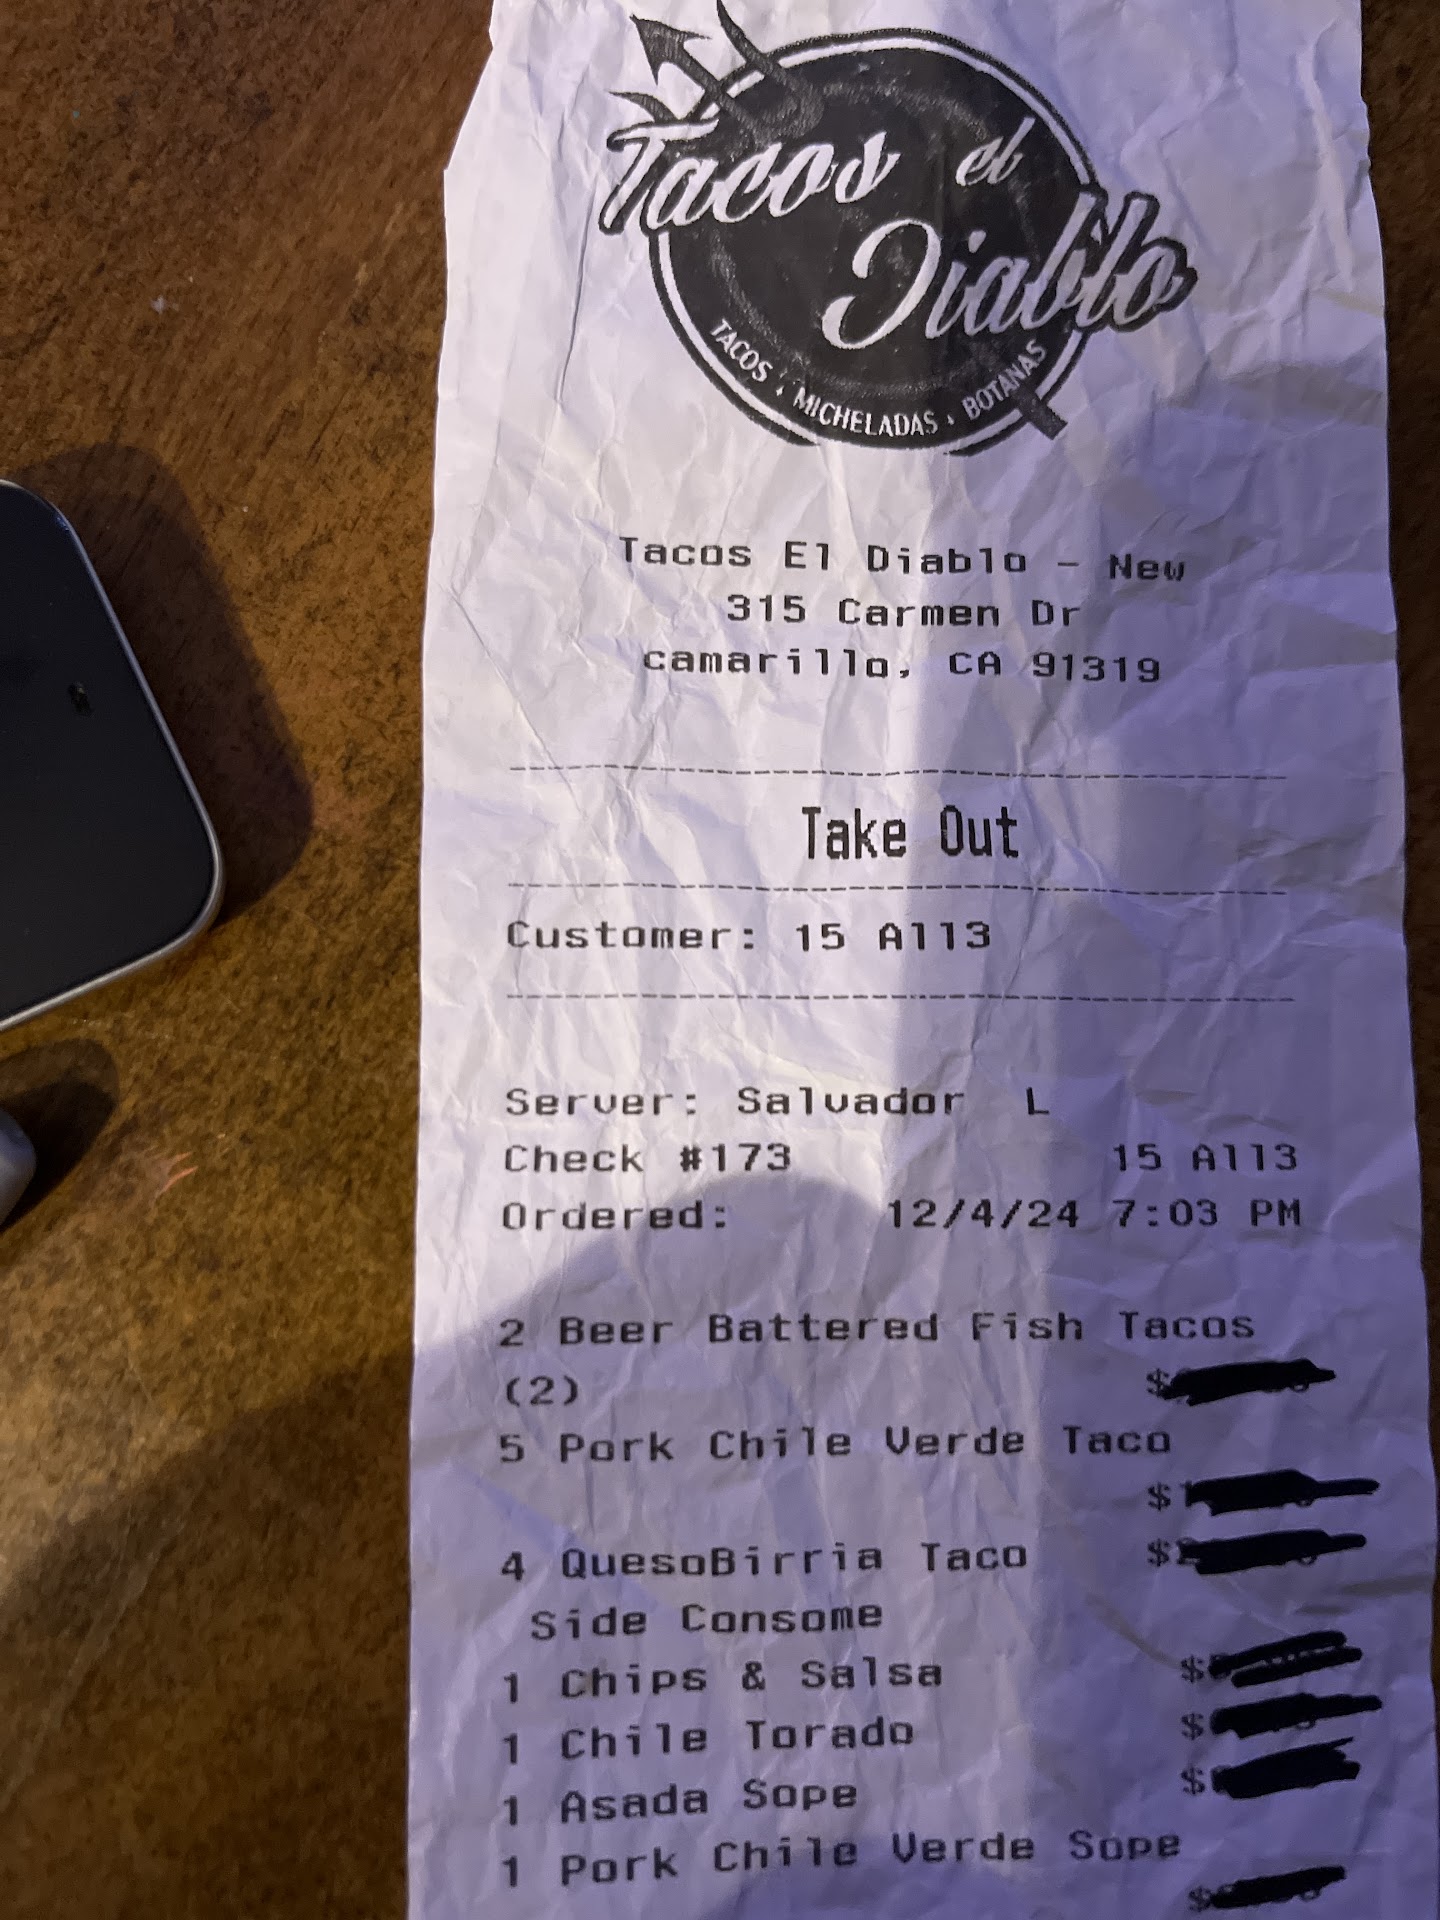 Tacos el
Diablo
TACOS · MICHELADAS · BOTANAS
Tacos El Diablo - New
315 Carmen Dr
camarillo, CA 91319
Take Out
Customer: 15 A113
Server: Salvador L
Check #173 15 A113
Ordered: 12/4/24 7:03 PM
2 Beer Battered Fish Tacos
(2) $
5 Pork Chile Verde Taco
$
4 QuesoBirria Taco $
Side Consome
1 Chips & Salsa $
1 Chile Torado $
1 Asada Sope $
1 Pork Chile Verde Sope
$